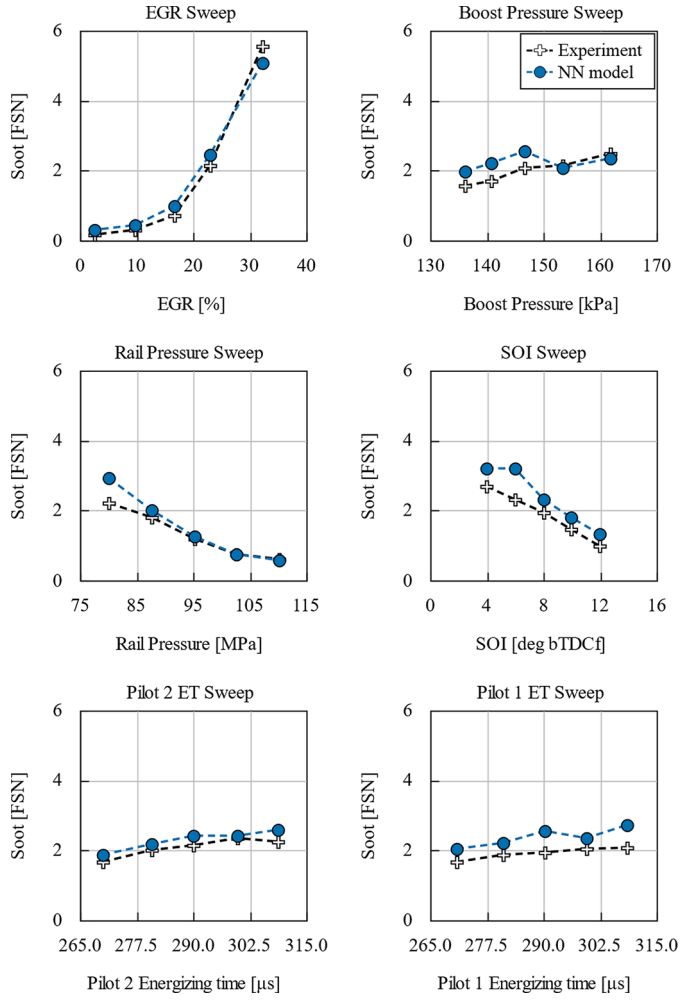 EGR Sweep
Boost Pressure Sweep
6
4
2
0
Soot [FSN]
0 10 20 30 40
EGR [%]
6
4
2
0
Soot [FSN]
Experiment
NN model
130 140 150 160 170
Boost Pressure [kPa]
Rail Pressure Sweep
SOI Sweep
6
4
2
0
Soot [FSN]
75 85 95 105 115
Rail Pressure [MPa]
6
4
2
0
Soot [FSN]
0 4 8 12 16
SOI [deg bTDCf]
Pilot 2 ET Sweep
Pilot 1 ET Sweep
6
4
2
0
Soot [FSN]
265.0 277.5 290.0 302.5 315.0
Pilot 2 Energizing time [µs]
6
4
2
0
Soot [FSN]
265.0 277.5 290.0 302.5 315.0
Pilot 1 Energizing time [µs]